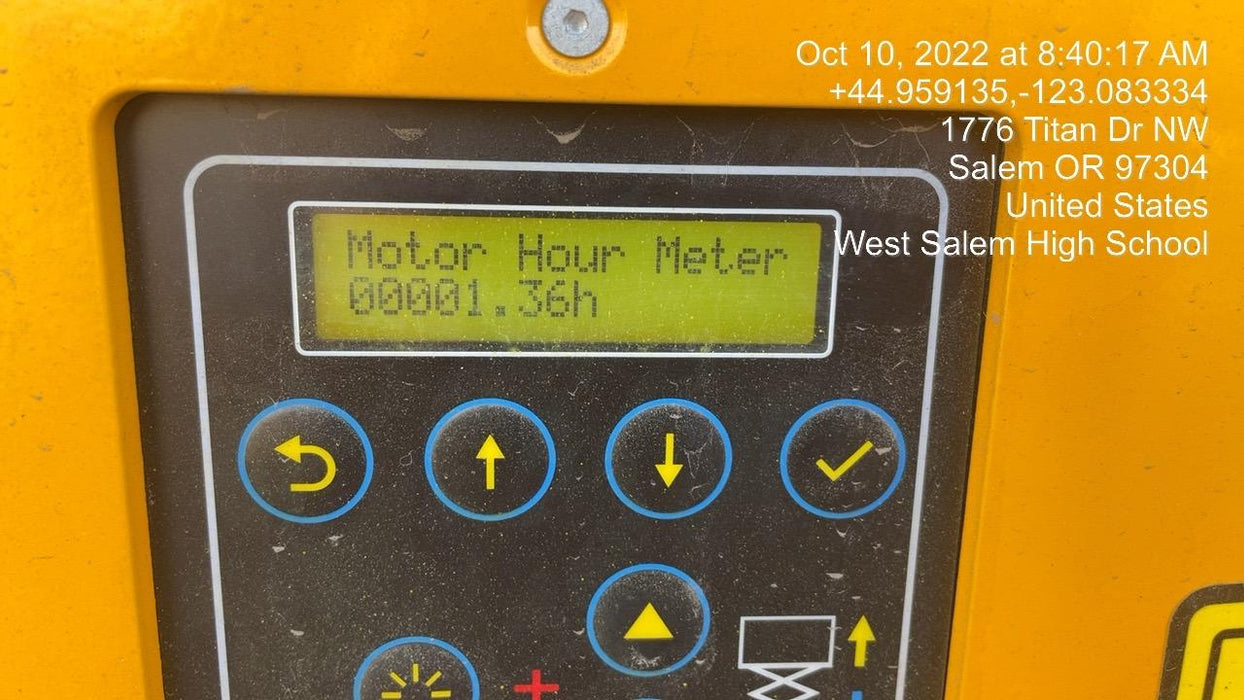 Oct 10, 2022 at 8:40:17 AM
+44.959135,-123.083334
1776 Titan Dr NW
Salem OR 97304
United States
West Salem High School
Motor Hour Meter
00001.36h